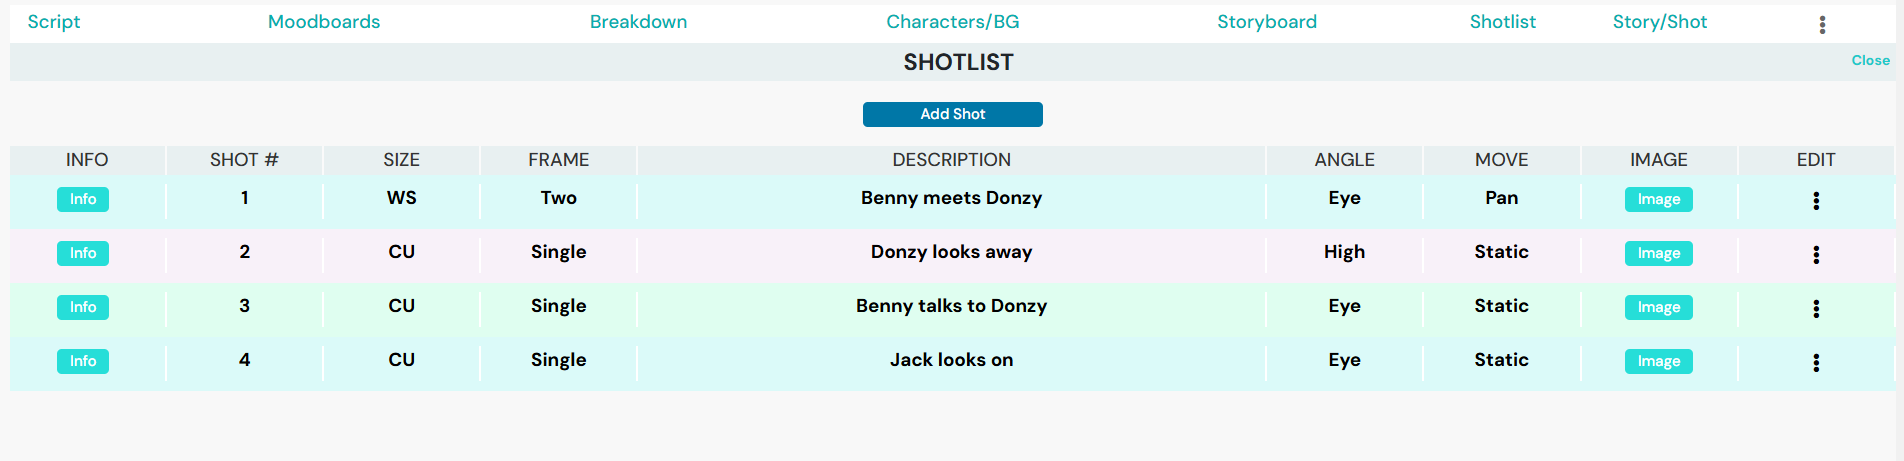 Script Moodboards Breakdown Characters/BG Storyboard Shotlist Story/Shot
SHOTLIST Close
Add Shot
INFO SHOT # SIZE FRAME DESCRIPTION ANGLE MOVE IMAGE EDIT
Info 1 WS Two Benny meets Donzy Eye Pan Image
Info 2 CU Single Donzy looks away High Static Image
Info 3 CU Single Benny talks to Donzy Eye Static Image
Info 4 CU Single Jack looks on Eye Static Image